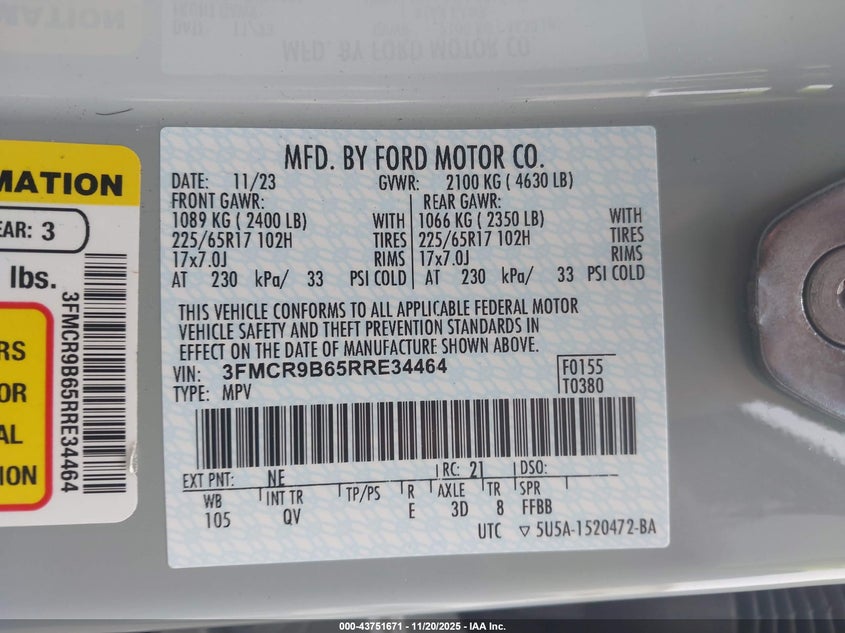 MATION
EAR: 3
lbs.
RS
OR
AL
ION
3FMCR9B65RRE34464
MFD. BY FORD MOTOR CO.
DATE: 11/23 GVWR: 2100 KG ( 4630 LB)
FRONT GAWR: REAR GAWR:
1089 KG ( 2400 LB) WITH 1066 KG ( 2350 LB) WITH
225/65R17 102H TIRES 225/65R17 102H TIRES
17x7.0J RIMS 17x7.0J RIMS
AT 230 kPa/ 33 PSI COLD AT 230 kPa/ 33 PSI COLD
THIS VEHICLE CONFORMS TO ALL APPLICABLE FEDERAL MOTOR
VEHICLE SAFETY AND THEFT PREVENTION STANDARDS IN
EFFECT ON THE DATE OF MANUFACTURE SHOWN ABOVE.
VIN: 3FMCR9B65RRE34464 F0155
TYPE: MPV T0380
EXT PNT: NE RC: 21 DSO:
WB INT TR TP/PS R AXLE TR SPR
105 QV E 3D 8 FFBB
UTC ▽ 5U5A-1520472-BA
000-43751671 - 11/20/2025 - IAA Inc.